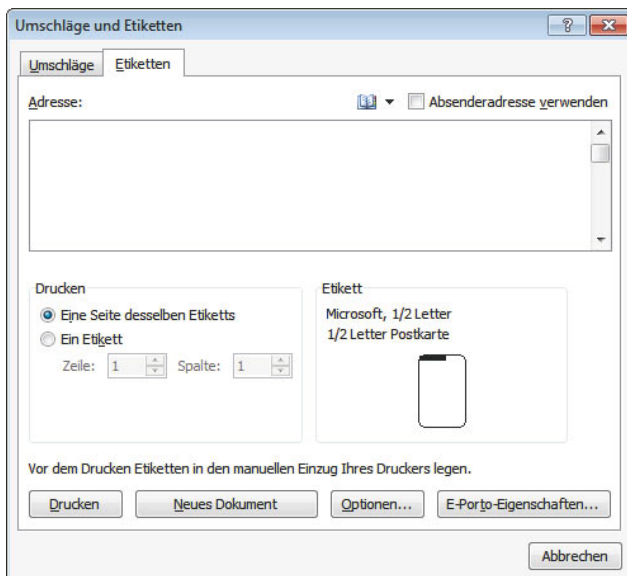 Umschläge und Etiketten
Umschläge Etiketten
Adresse: Absenderadresse verwenden
Drucken
Eine Seite desselben Etiketts
Ein Etikett
Zeile: 1 Spalte: 1
Etikett
Microsoft, 1/2 Letter
1/2 Letter Postkarte
Vor dem Drucken Etiketten in den manuellen Einzug Ihres Druckers legen.
Drucken Neues Dokument Optionen... E-Porto-Eigenschaften...
Abbrechen